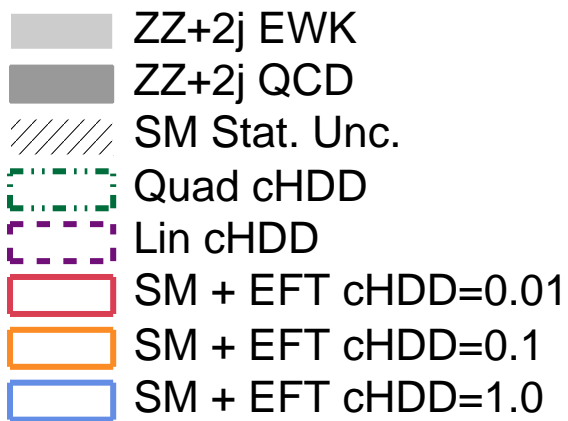 ZZ+2j EWK
ZZ+2j QCD
SM Stat. Unc.
Quad cHDD
Lin cHDD
SM + EFT cHDD=0.01
SM + EFT cHDD=0.1
SM + EFT cHDD=1.0